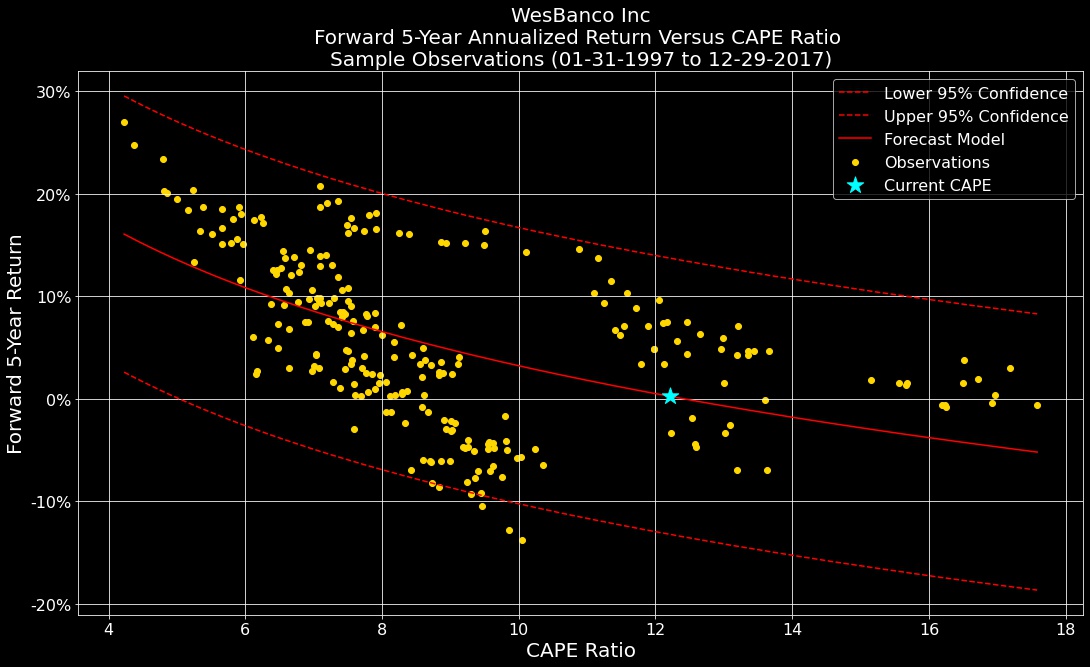 WesBanco Inc
Forward 5-Year Annualized Return Versus CAPE Ratio
Sample Observations (01-31-1997 to 12-29-2017)
Lower 95% Confidence
Upper 95% Confidence
Forecast Model
Observations
Current CAPE
Forward 5-Year Return
30%
20%
10%
0%
-10%
-20%
4 6 8 10 12 14 16 18
CAPE Ratio